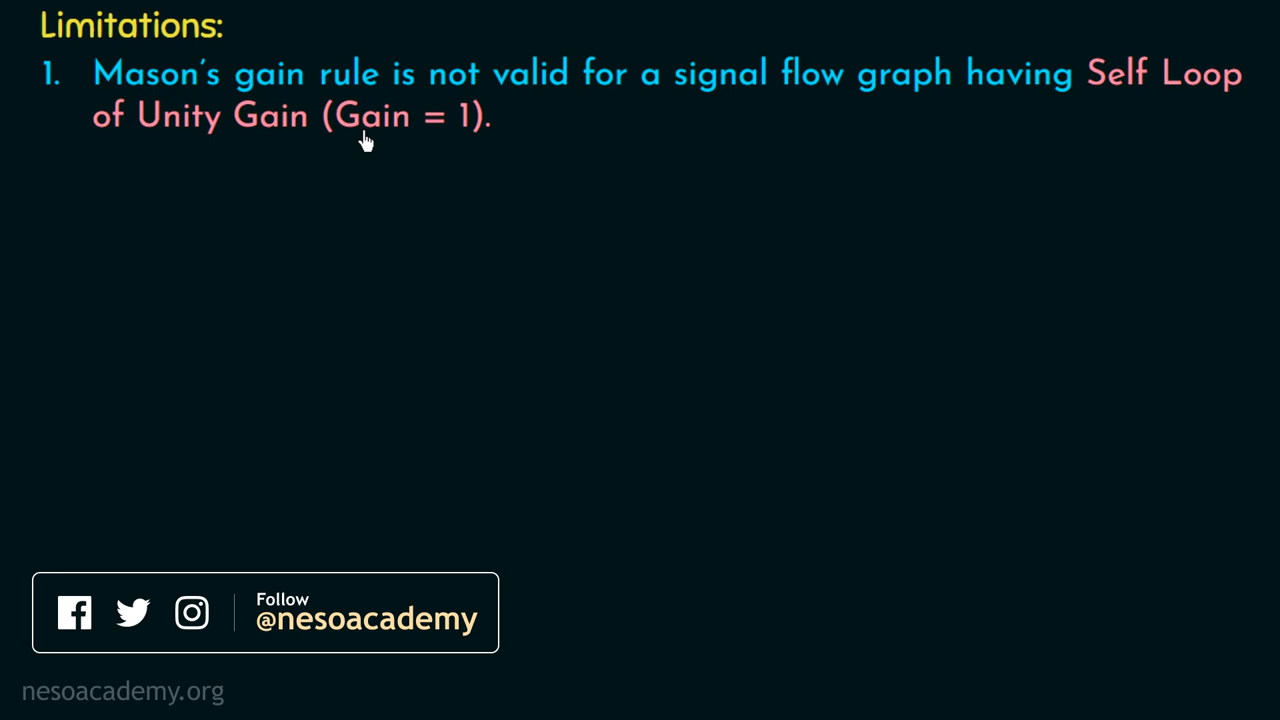 Limitations:
1. Mason's gain rule is not valid for a signal flow graph having Self Loop
of Unity Gain (Gain = 1).
Follow
@nesoacademy
nesoacademy.org